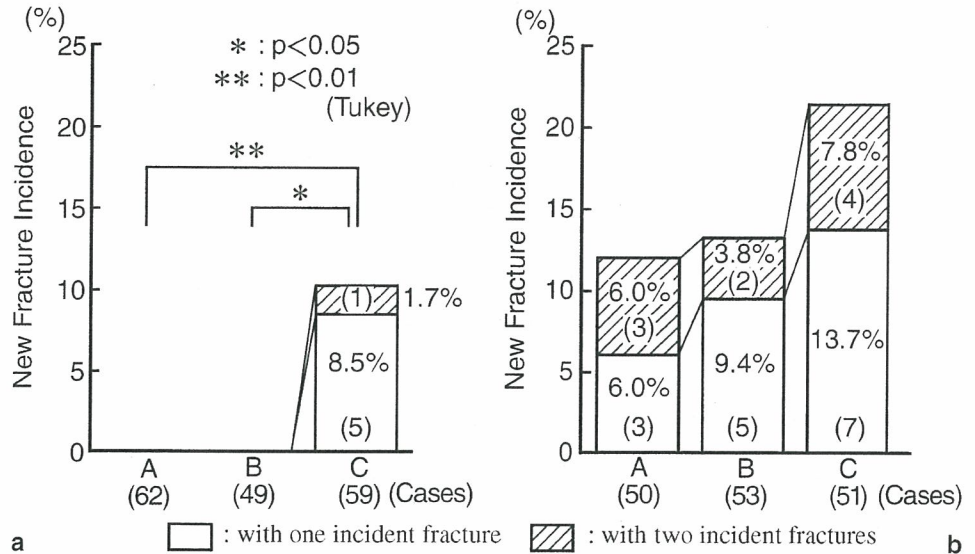 (%)
25
20
15
10
5
0
New Fracture Incidence
* : p<0.05
** : p<0.01
(Tukey)
**
*
(1) 1.7%
8.5%
(5)
A B C
(62) (49) (59) (Cases)
a
(%)
25
20
15
10
5
0
New Fracture Incidence
6.0%
(3)
6.0%
(3)
3.8%
(2)
9.4%
(5)
7.8%
(4)
13.7%
(7)
A B C
(50) (53) (51) (Cases)
b
: with one incident fracture : with two incident fractures